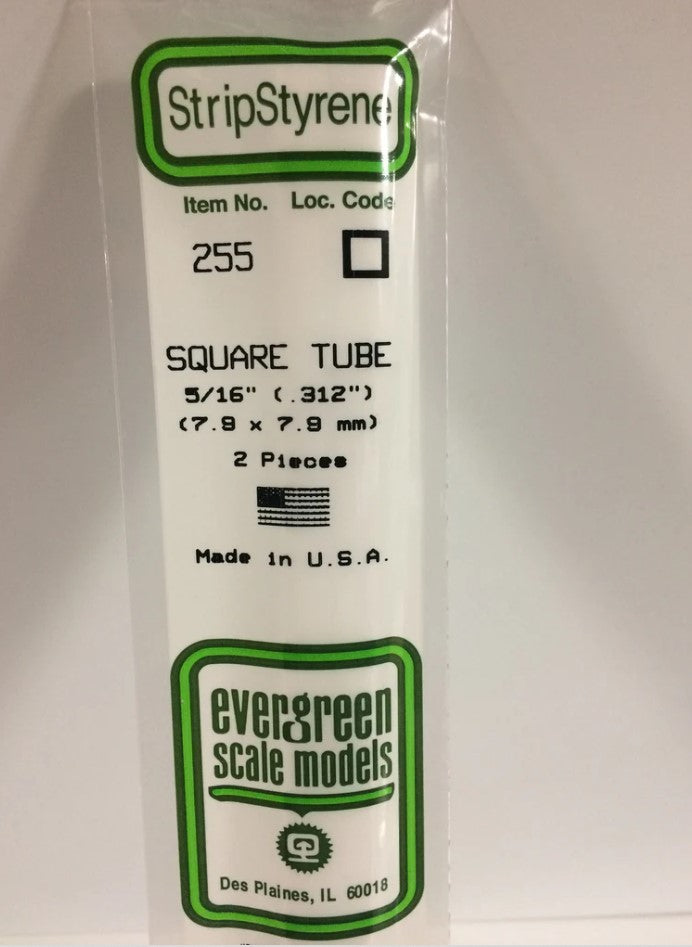 StripStyrene
Item No. Loc. Code
255
SQUARE TUBE
5/16" (.312")
(7.9 x 7.9 mm)
2 Pieces
Made in U.S.A.
evergreen
scale models
Des Plaines, IL 60018